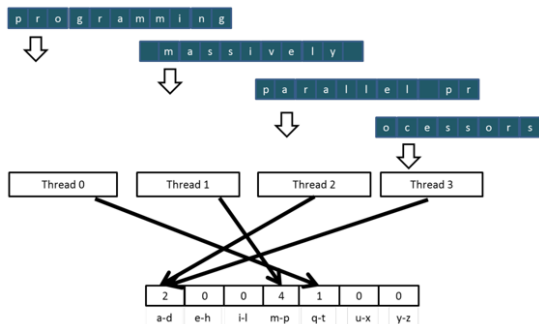 p r o g r a m m i n g
m a s s i v e l y
p a r a l l e l p r
o c e s s o r s
Thread 0 Thread 1 Thread 2 Thread 3
2 0 0 4 1 0 0
a-d e-h i-l m-p q-t u-x y-z